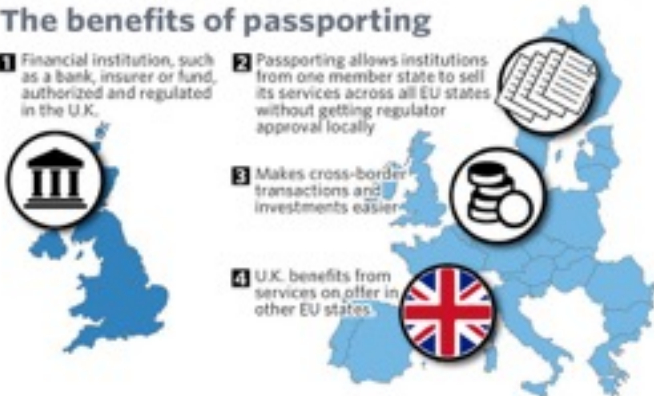 The benefits of passporting
1 Financial institution, such
as a bank, insurer or fund,
authorized and regulated
in the U.K.
2 Passporting allows institutions
from one member state to sell
its services across all EU states
without getting regulator
approval locally
3 Makes cross-border
transactions and
investments easier
4 U.K. benefits from
services on offer in
other EU states.